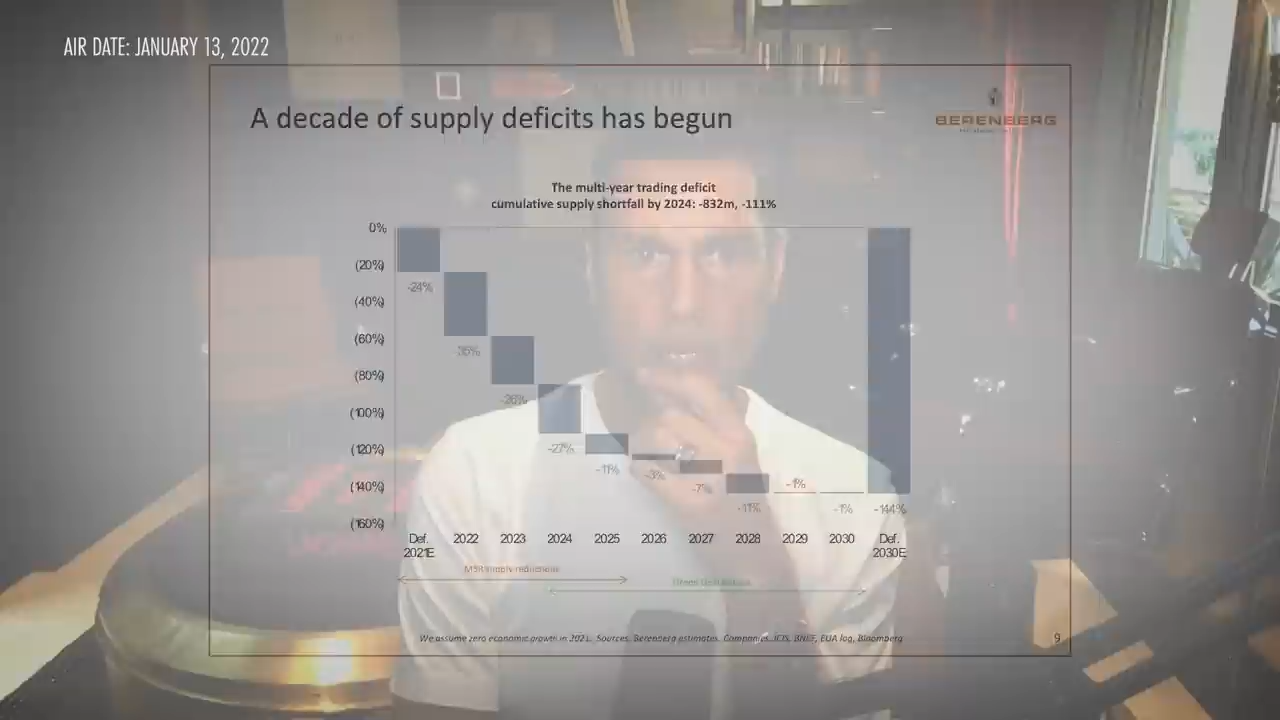 AIR DATE: JANUARY 13, 2022
A decade of supply deficits has begun
BERENBERG
The multi-year trading deficit
cumulative supply shortfall by 2024: -832m, -111%
0%
(20%)
(40%)
(60%)
(80%)
(100%)
(120%)
(140%)
(160%)
-24%
-26%
-27%
-11%
-3%
-7%
-11%
-1%
-1%
-144%
Def. 2022 2023 2024 2025 2026 2027 2028 2029 2030 Def.
2021E 2030E
MSR supply reductions
We assume zero economic growth in 2021. Sources: Berenberg estimates. Companies, ICIS, BNEF, EUA log, Bloomberg
9